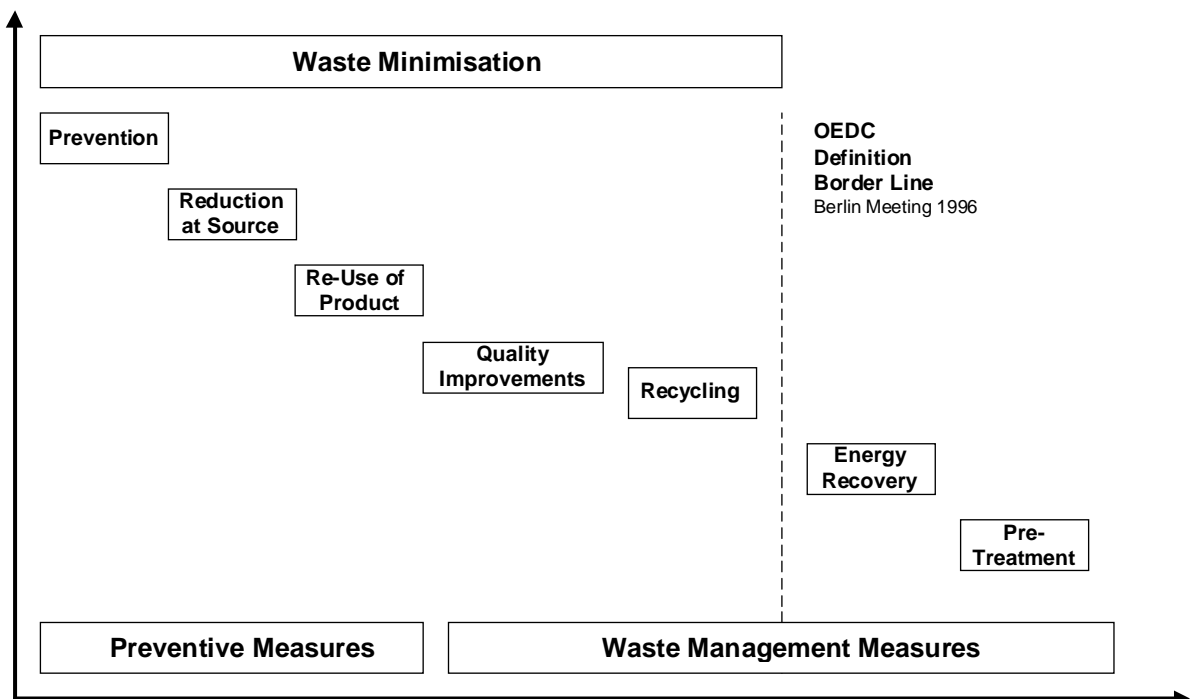 Waste Minimisation
Prevention
OEDC
Definition
Border Line
Berlin Meeting 1996
Reduction
at Source
Re-Use of
Product
Quality
Improvements
Recycling
Energy
Recovery
Pre-
Treatment
Preventive Measures
Waste Management Measures